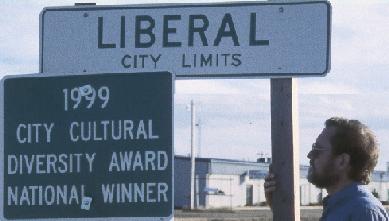 LIBERAL
CITY LIMITS
1999
CITY CULTURAL
DIVERSITY AWARD
NATIONAL WINNER